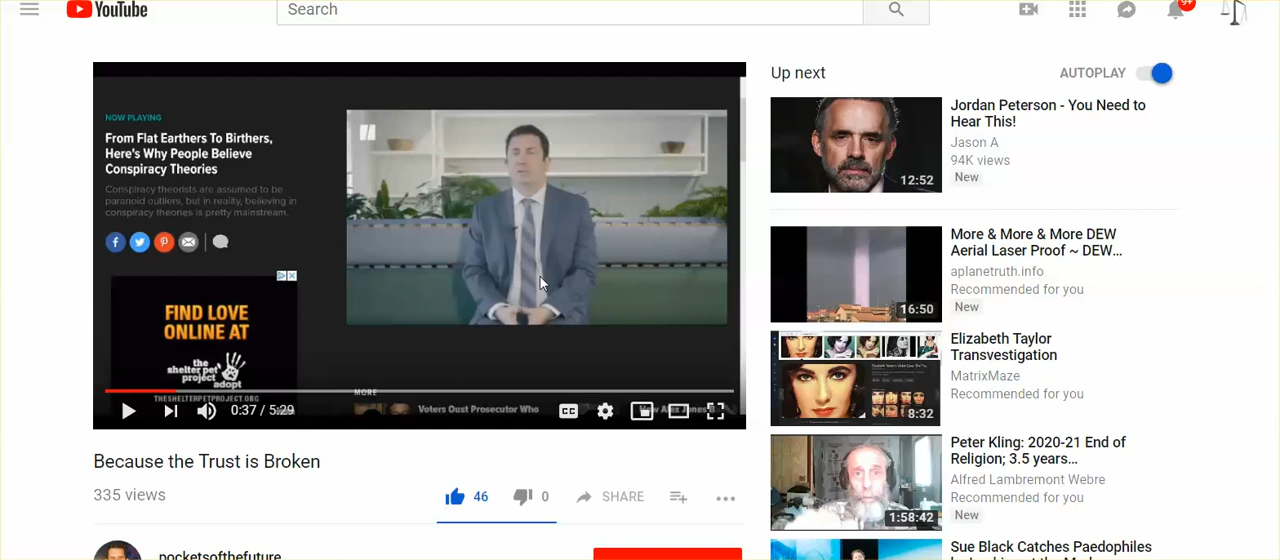 YouTube
Search
9+
NOW PLAYING
From Flat Earthers To Birthers,
Here's Why People Believe
Conspiracy Theories
Conspiracy theorists are assumed to be
paranoid outliers, but in reality, believing in
conspiracy theories is pretty mainstream.
FIND LOVE
ONLINE AT
the
shelter pet
project
adopt
THESHELTERPETPROJECT.ORG
MORE
Voters Oust Prosecutor Who
Alex Jones
0:37 / 5:29
CC
Because the Trust is Broken
335 views
46
0
SHARE
pocketsofthefuture
Up next
AUTOPLAY
12:52
Jordan Peterson - You Need to
Hear This!
Jason A
94K views
New
16:50
More & More & More DEW
Aerial Laser Proof ~ DEW...
aplanetruth.info
Recommended for you
New
8:32
Elizabeth Taylor
Transvestigation
MatrixMaze
Recommended for you
1:58:42
Peter Kling: 2020-21 End of
Religion; 3.5 years...
Alfred Lambremont Webre
Recommended for you
New
Sue Black Catches Paedophiles